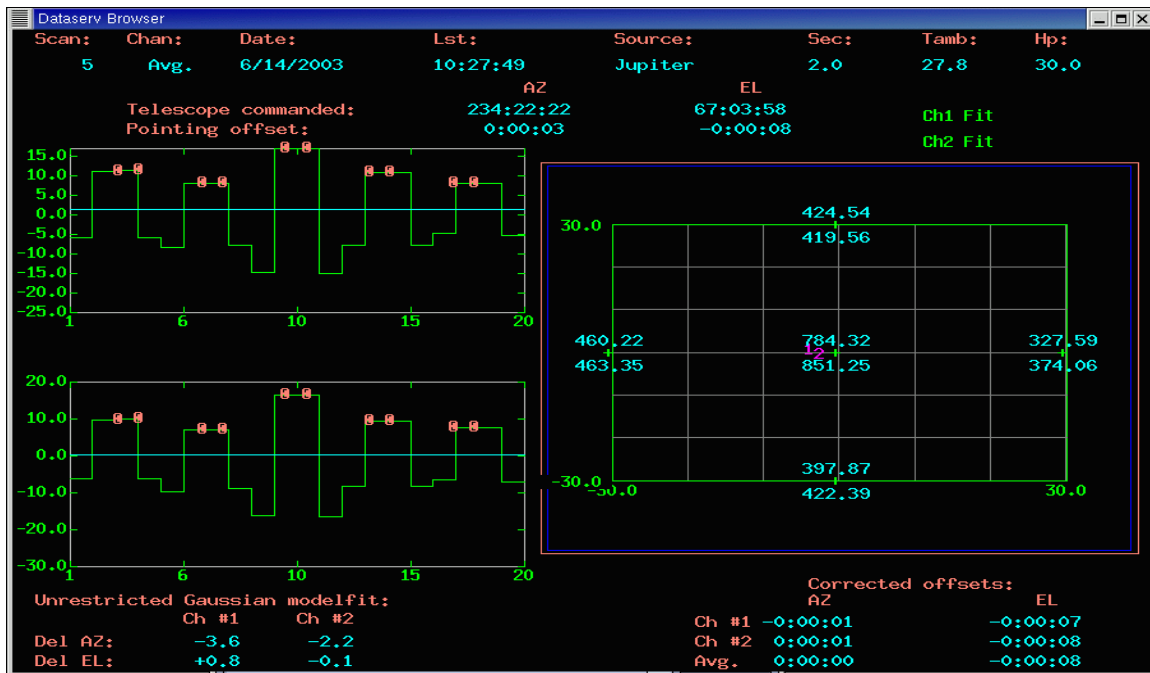 Dataserv Browser
Scan: Chan: Date: Lst: Source: Sec: Tamb: Hp:
5 Avg. 6/14/2003 10:27:49 Jupiter 2.0 27.8 30.0
AZ EL
Telescope commanded: 234:22:22 67:03:58
Pointing offset: 0:00:03 -0:00:08
Ch1 Fit
Ch2 Fit
15.0
10.0
5.0
0.0
-5.0
-10.0
-15.0
-20.0
-25.0
1 6 10 15 20
20.0
10.0
0.0
-10.0
-20.0
-30.0
1 6 10 15 20
424.54
30.0
419.56
460.22 784.32 327.59
1 2
463.35 851.25 374.06
397.87
-30.0
-30.0 422.39 30.0
Unrestricted Gaussian modelfit:
Ch #1 Ch #2
Del AZ: -3.6 -2.2
Del EL: +0.8 -0.1
Corrected offsets:
AZ EL
Ch #1 -0:00:01 -0:00:07
Ch #2 0:00:01 -0:00:08
Avg. 0:00:00 -0:00:08